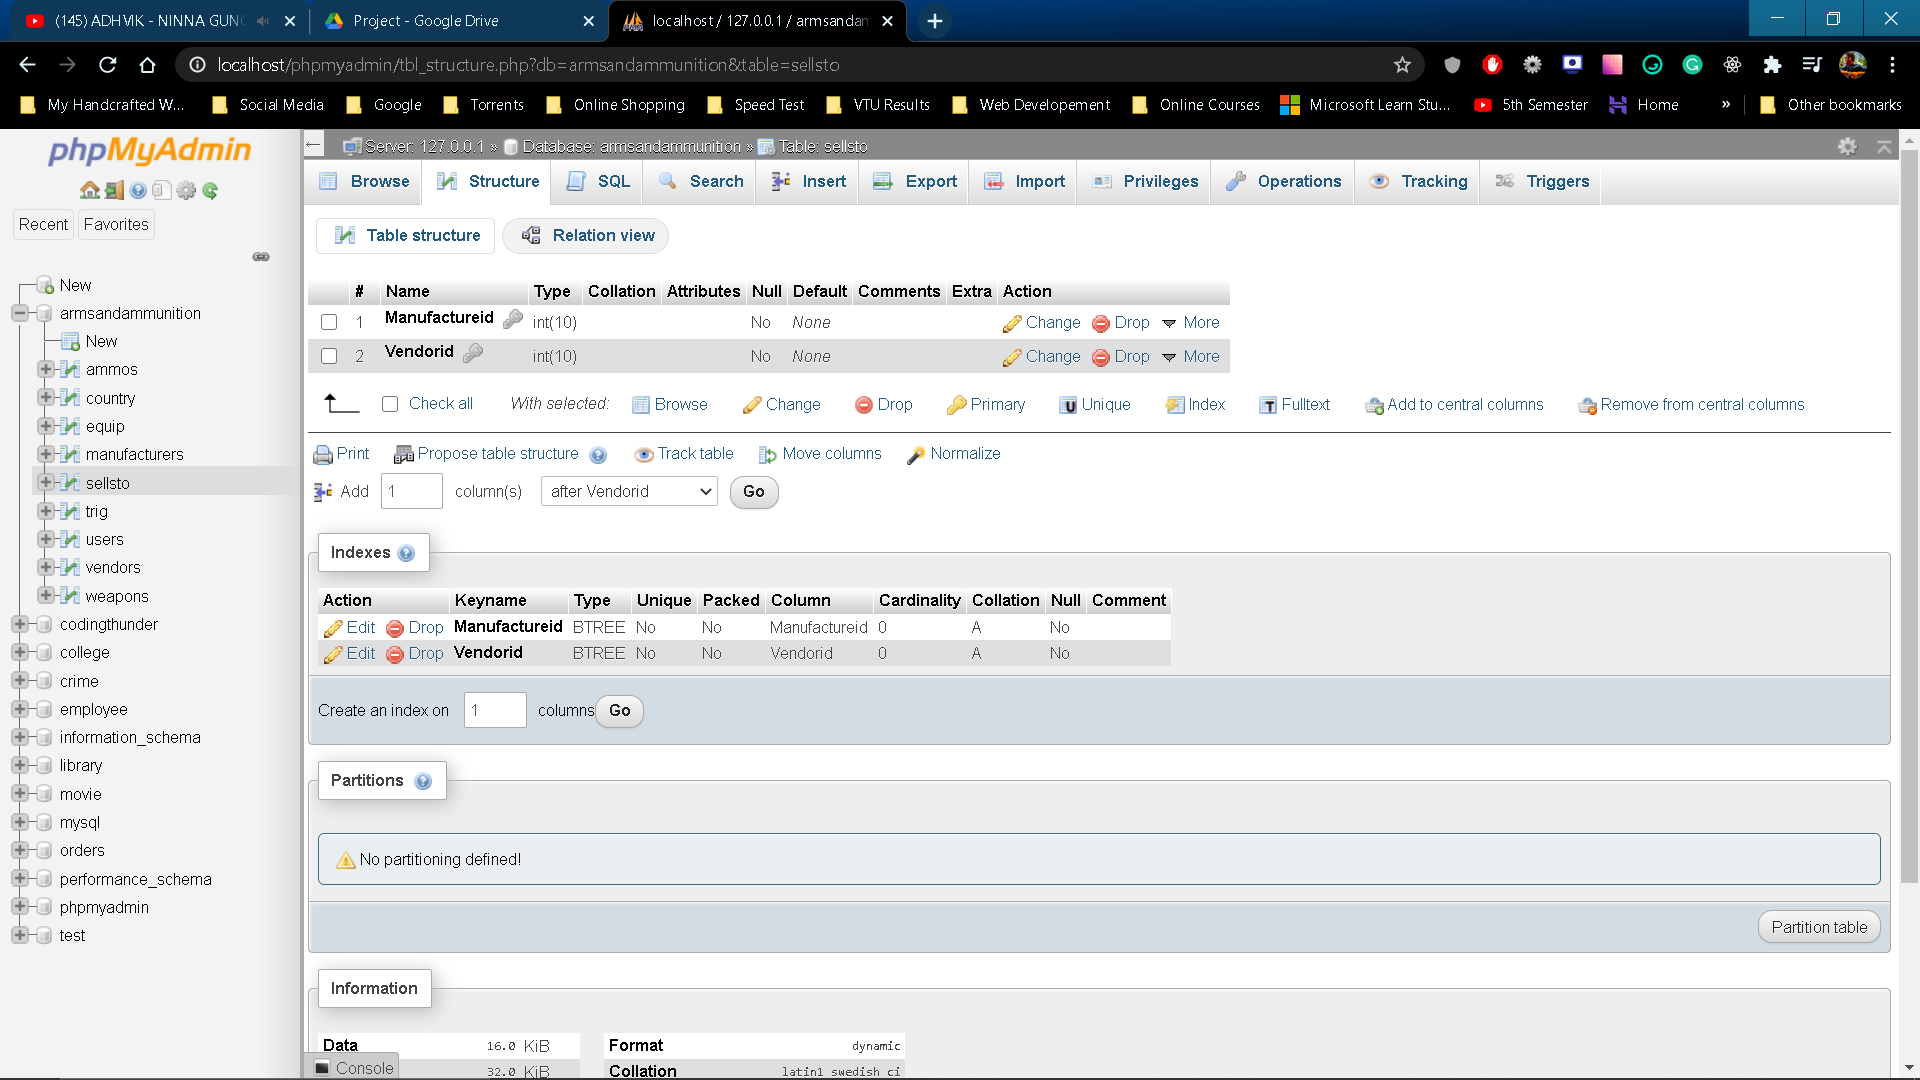 (145) ADHVIK - NINNA GUNG
Project - Google Drive
localhost / 127.0.0.1 / armsandam
localhost/phpmyadmin/tbl_structure.php?db=armsandammunition&table=sellsto
My Handcrafted W... Social Media Google Torrents Online Shopping Speed Test VTU Results Web Developement Online Courses Microsoft Learn Stu... 5th Semester Home » Other bookmarks
phpMyAdmin
Recent Favorites
New
armsandammunition
New
ammos
country
equip
manufacturers
sellsto
trig
users
vendors
weapons
codingthunder
college
crime
employee
information_schema
library
movie
mysql
orders
performance_schema
phpmyadmin
test
Server: 127.0.0.1 » Database: armsandammunition » Table: sellsto
Browse Structure SQL Search Insert Export Import Privileges Operations Tracking Triggers
Table structure Relation view
# Name Type Collation Attributes Null Default Comments Extra Action
1 Manufactureid int(10) No None Change Drop More
2 Vendorid int(10) No None Change Drop More
Check all With selected: Browse Change Drop Primary Unique Index Fulltext Add to central columns Remove from central columns
Print Propose table structure Track table Move columns Normalize
Add 1 column(s) after Vendorid Go
Indexes
Action Keyname Type Unique Packed Column Cardinality Collation Null Comment
Edit Drop Manufactureid BTREE No No Manufactureid 0 A No
Edit Drop Vendorid BTREE No No Vendorid 0 A No
Create an index on 1 columns Go
Partitions
No partitioning defined!
Partition table
Information
Data 16.0 KiB Format dynamic
32.0 KiB Collation latin1_swedish_ci
Console